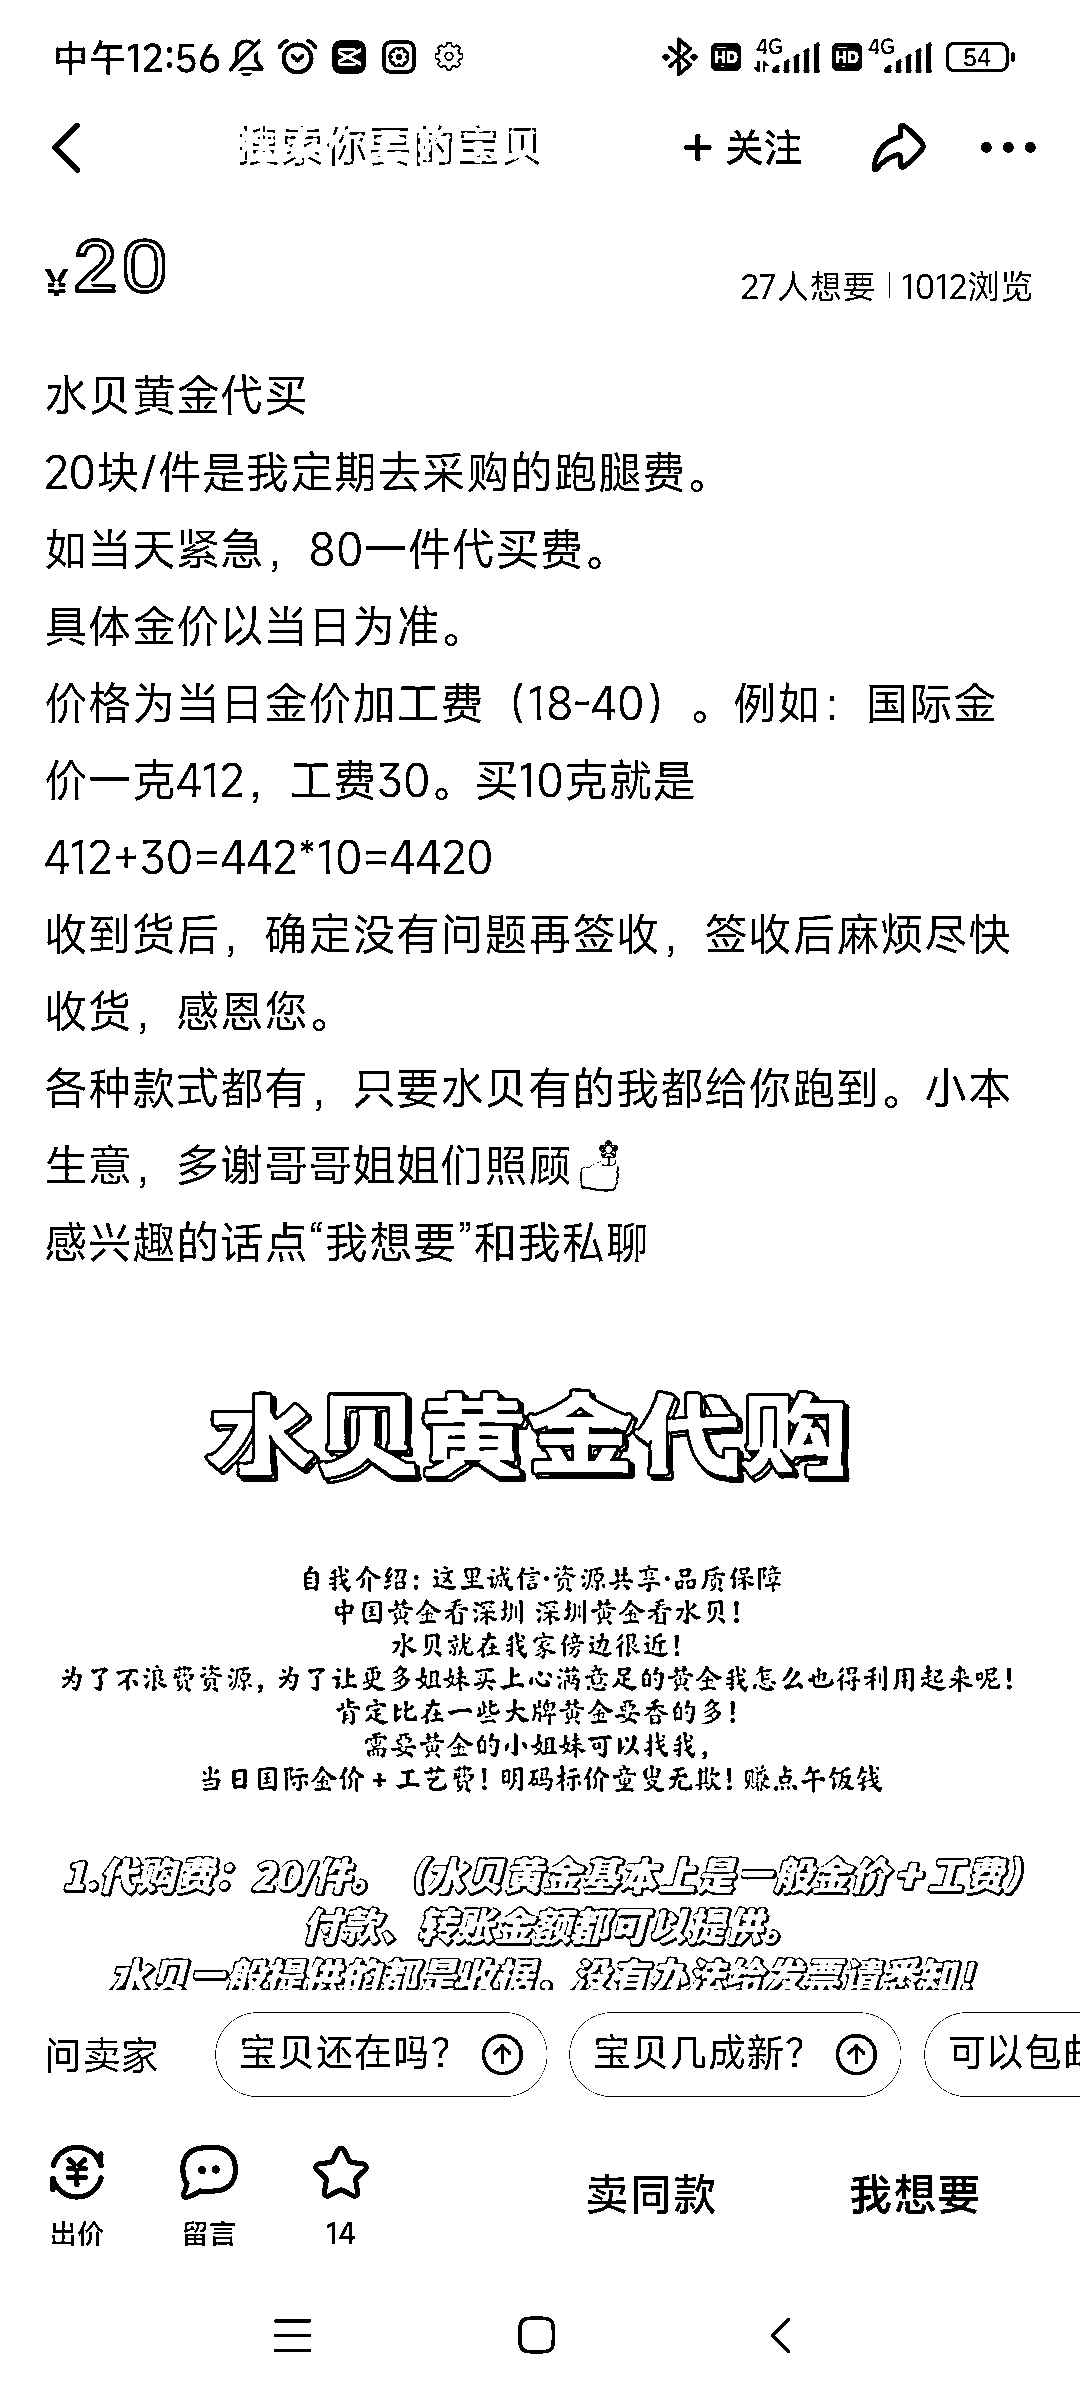 中午12:56 HD 4G HD 4G 54
搜索你要的宝贝 + 关注
¥20 27人想要 | 1012浏览
水贝黄金代买
20块/件是我定期去采购的跑腿费。
如当天紧急，80一件代买费。
具体金价以当日为准。
价格为当日金价加工费（18-40）。例如：国际金
价一克412，工费30。买10克就是
412+30=442*10=4420
收到货后，确定没有问题再签收，签收后麻烦尽快
收货，感恩您。
各种款式都有，只要水贝有的我都给你跑到。小本
生意，多谢哥哥姐姐们照顾
感兴趣的话点“我想要”和我私聊
水贝黄金代购
自我介绍：这里诚信·资源共享·品质保障
中国黄金看深圳 深圳黄金看水贝！
水贝就在我家傍边很近！
为了不浪费资源，为了让更多姐妹买上心满意足的黄金我怎么也得利用起来呢！
肯定比在一些大牌黄金要香的多！
需要黄金的小姐妹可以找我，
当日国际金价＋工艺费！明码标价童叟无欺！赚点午饭钱
1.代购费：20/件。（水贝黄金基本上是一般金价＋工费）
付款、转账金额都可以提供。
水贝一般提供的都是收据。没有办法给发票请悉知！
问卖家 宝贝还在吗？ 宝贝几成新？ 可以包邮
出价 留言 14 卖同款 我想要